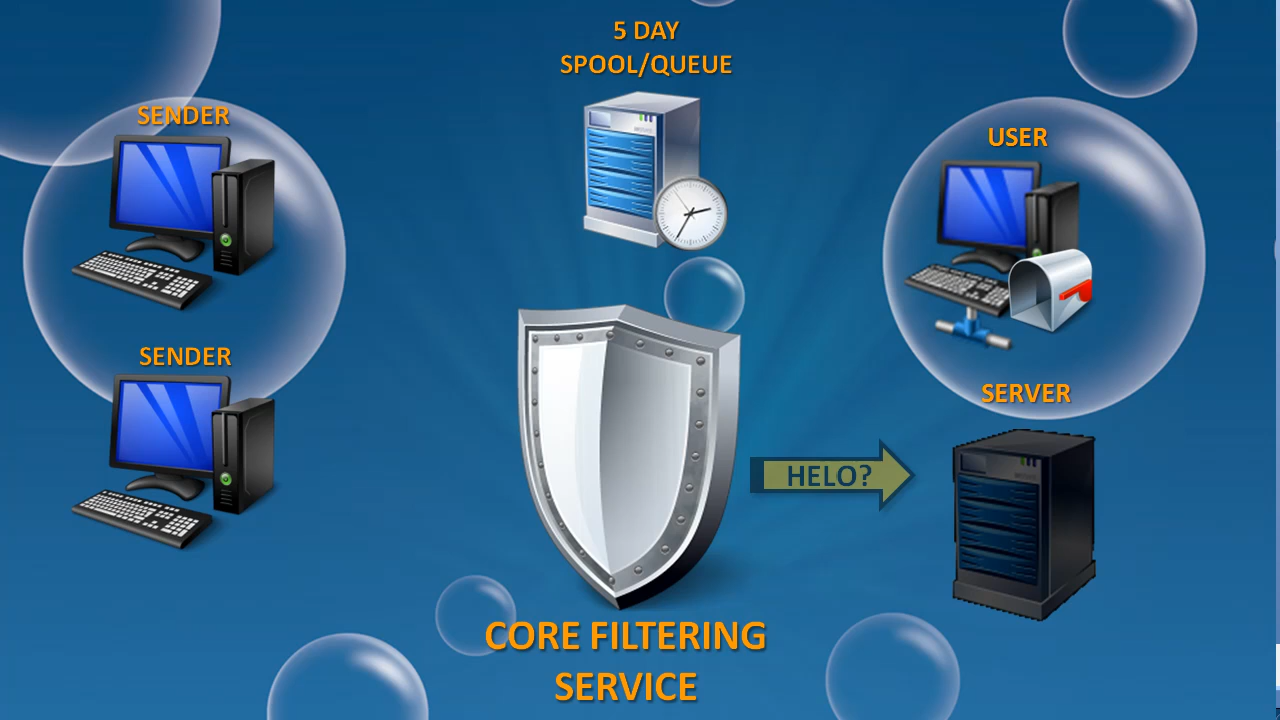 5 DAY
SPOOL/QUEUE
SENDER
USER
SENDER
SERVER
HELO?
CORE FILTERING
SERVICE